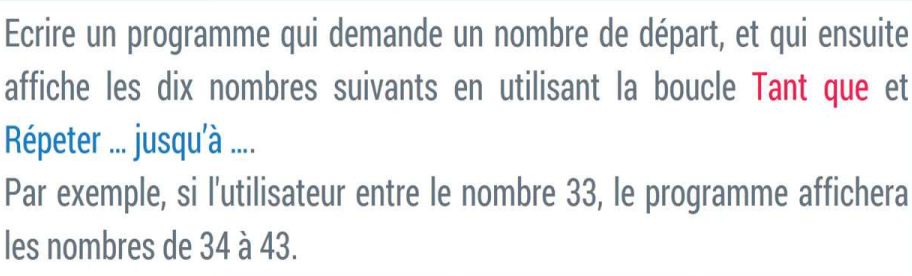 Ecrire un programme qui demande un nombre de départ, et qui ensuite
affiche les dix nombres suivants en utilisant la boucle Tant que et
Répeter ... jusqu'à ....
Par exemple, si l'utilisateur entre le nombre 33, le programme affichera
les nombres de 34 à 43.